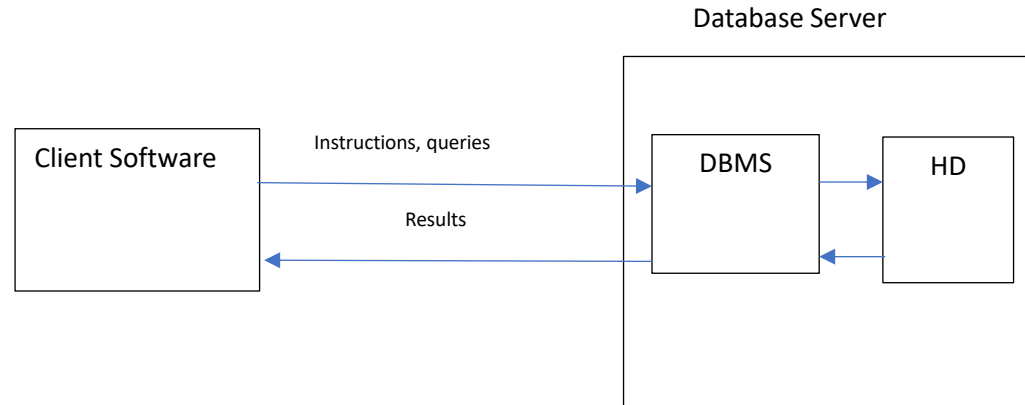 Database Server
Client Software
Instructions, queries
DBMS
HD
Results